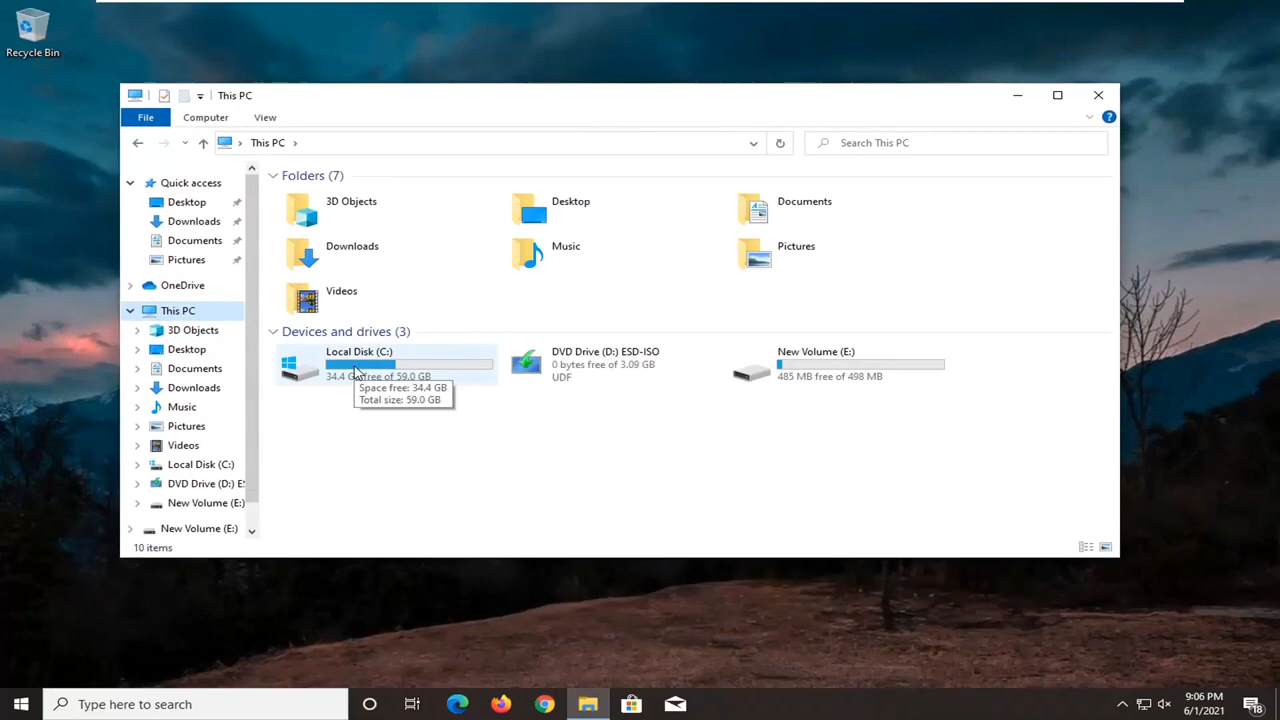 Recycle Bin
This PC
File
Computer
View
This PC
Search This PC
Quick access
Desktop
Downloads
Documents
Pictures
OneDrive
This PC
3D Objects
Desktop
Documents
Downloads
Music
Pictures
Videos
Local Disk (C:)
DVD Drive (D:) ES
New Volume (E:)
New Volume (E:)
Folders (7)
3D Objects
Desktop
Documents
Downloads
Music
Pictures
Videos
Devices and drives (3)
Local Disk (C:)
34.4 G free of 59.0 GB
Space free: 34.4 GB
Total size: 59.0 GB
DVD Drive (D:) ESD-ISO
0 bytes free of 3.09 GB
UDF
New Volume (E:)
485 MB free of 498 MB
10 items
Type here to search
9:06 PM
6/1/2021
18